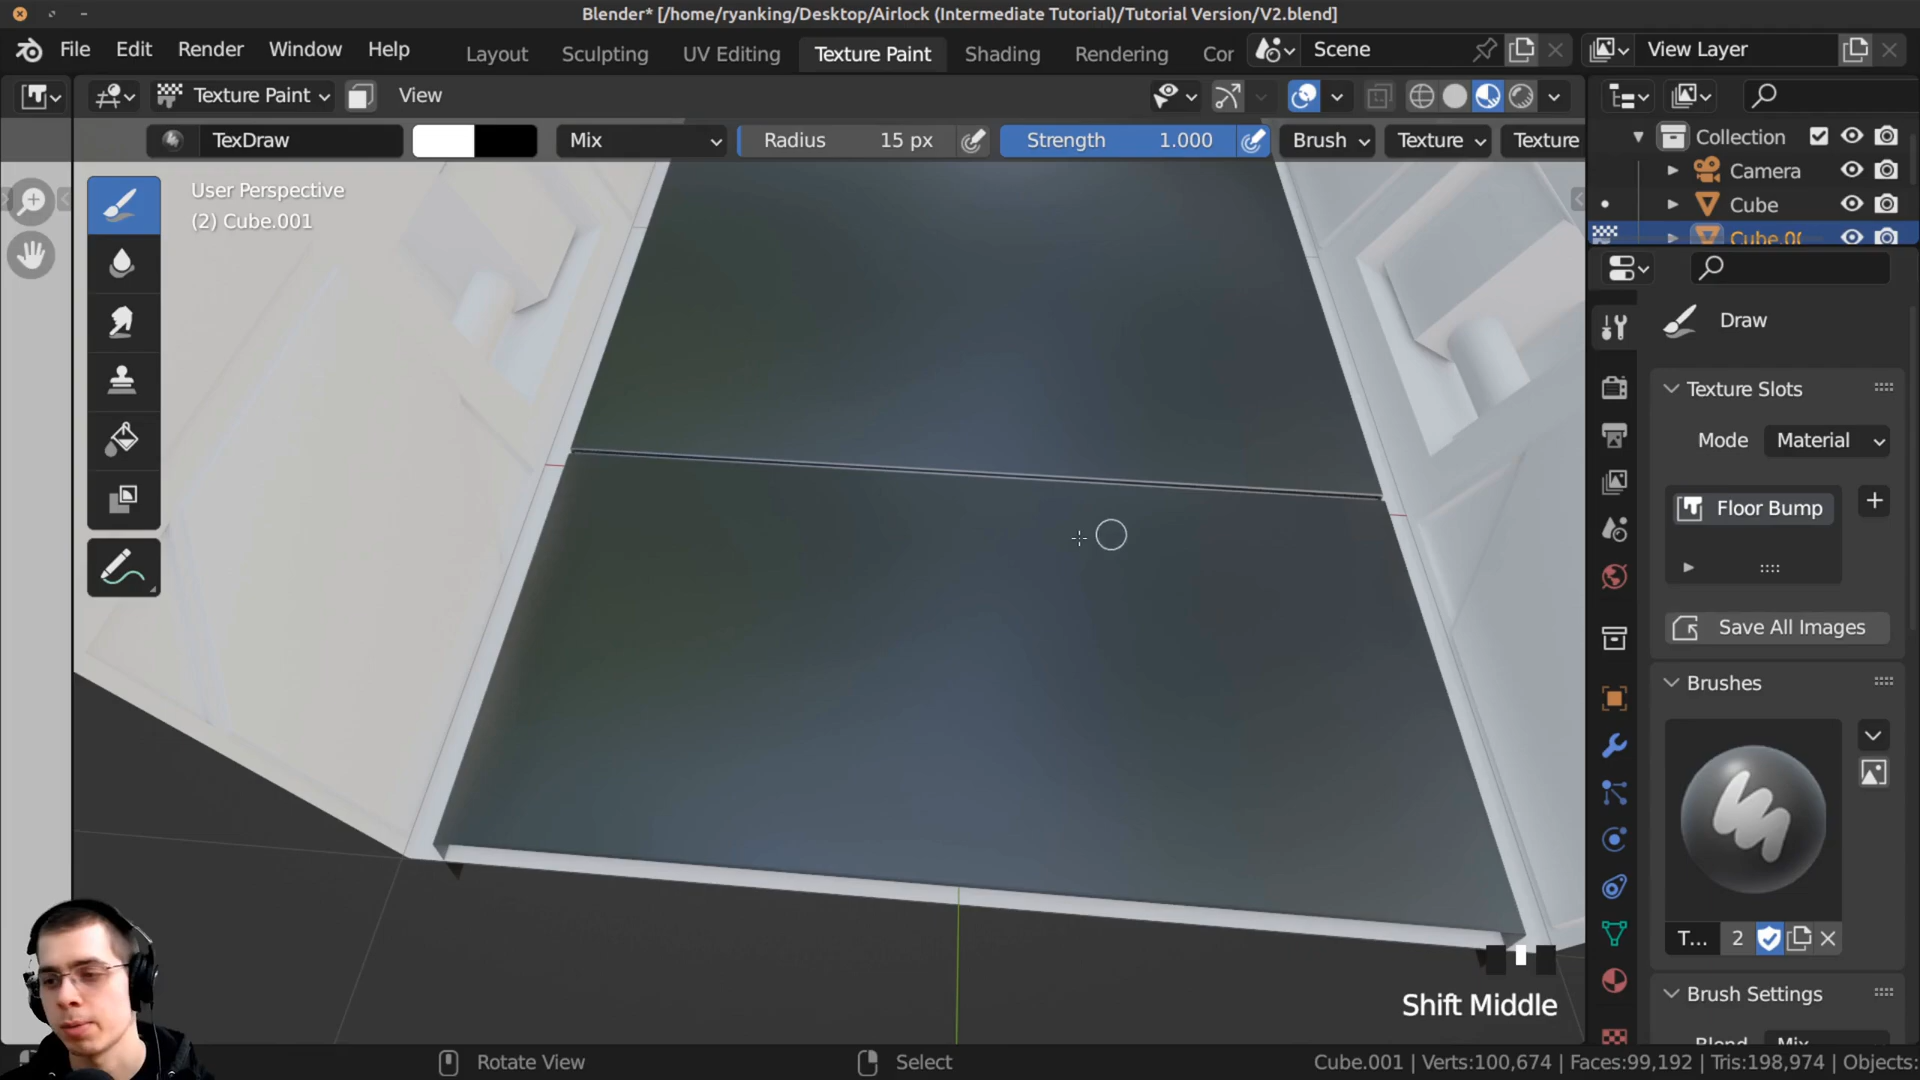 Blender* [/home/ryanking/Desktop/Airlock (Intermediate Tutorial)/Tutorial Version/V2.blend]
File Edit Render Window Help Layout Sculpting UV Editing Texture Paint Shading Rendering Cor Scene View Layer
Texture Paint View
TexDraw Mix Radius 15 px Strength 1.000 Brush Texture Texture
User Perspective
(2) Cube.001
Collection
Camera
Cube
Cube.00
Draw
Texture Slots
Mode Material
Floor Bump
Save All Images
Brushes
T... 2
Brush Settings
Blend Mix
Shift Middle
Rotate View Select Cube.001 | Verts:100,674 | Faces:99,192 | Tris:198,974 | Objects: